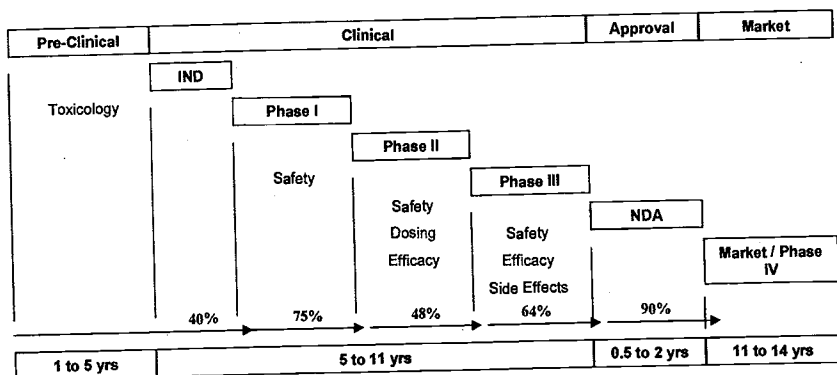 Pre-Clinical Clinical Approval Market
IND
Toxicology
Phase I
Phase II
Safety
Phase III
Safety
Dosing
Efficacy
NDA
Safety
Efficacy
Side Effects
Market / Phase
IV
40% 75% 48% 64% 90%
1 to 5 yrs 5 to 11 yrs 0.5 to 2 yrs 11 to 14 yrs